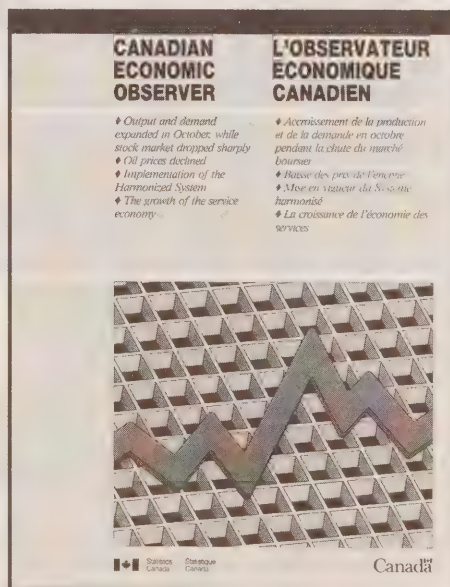 CANADIAN
ECONOMIC
OBSERVER
♦ Output and demand
expanded in October, while
stock market dropped sharply
♦ Oil prices declined
♦ Implementation of the
Harmonized System
♦ The growth of the service
economy
L'OBSERVATEUR
ÉCONOMIQUE
CANADIEN
♦ Accroissement de la production
et de la demande en octobre
pendant la chute du marché
boursier
♦ Baisse des prix de l'énergie
♦ Mise en vigueur du Système
harmonisé
♦ La croissance de l'économie des
services
Statistics
Canada
Statistique
Canada
Canada